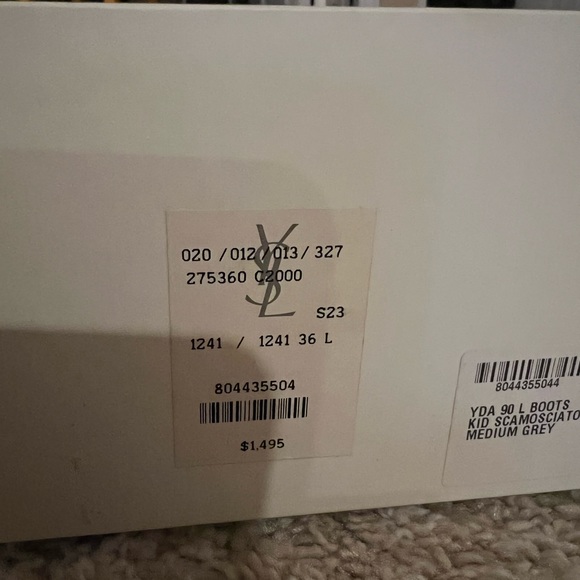 YSL
020 / 012 / 013 / 327
275360 C2000
S23
1241 / 1241 36 L
804435504
$1,495
8044355044
YDA 90 L BOOTS
KID SCAMOSCIATO
MEDIUM GREY